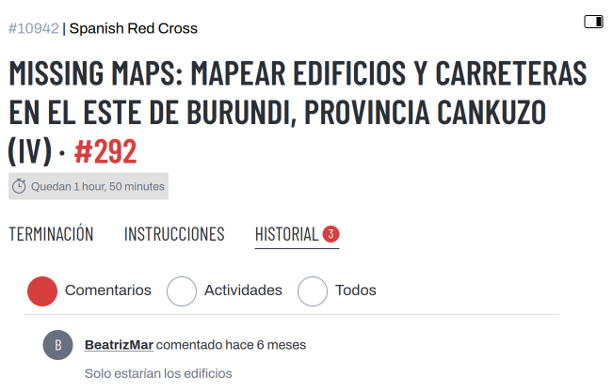 #10942 | Spanish Red Cross
MISSING MAPS: MAPEAR EDIFICIOS Y CARRETERAS
EN EL ESTE DE BURUNDI, PROVINCIA CANKUZO
(IV) · #292
Quedan 1 hour, 50 minutes
TERMINACIÓN INSTRUCCIONES HISTORIAL 3
Comentarios Actividades Todos
B BeatrizMar comentado hace 6 meses
Solo estarían los edificios